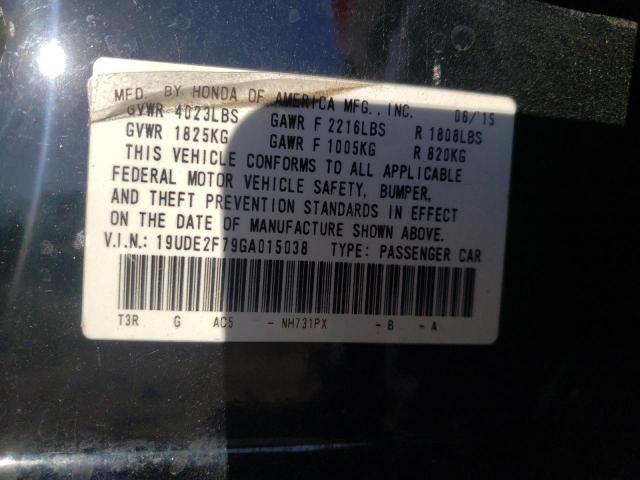 MFD. BY HONDA OF AMERICA MFG., INC. 06/15
GVWR 4023LBS GAWR F 2216LBS R 1808LBS
GVWR 1825KG GAWR F 1005KG R 820KG
THIS VEHICLE CONFORMS TO ALL APPLICABLE
FEDERAL MOTOR VEHICLE SAFETY, BUMPER,
AND THEFT PREVENTION STANDARDS IN EFFECT
ON THE DATE OF MANUFACTURE SHOWN ABOVE.
V.I.N.: 19UDE2F79GA015038 TYPE: PASSENGER CAR
T3R G AC5 - NH731PX - B - A